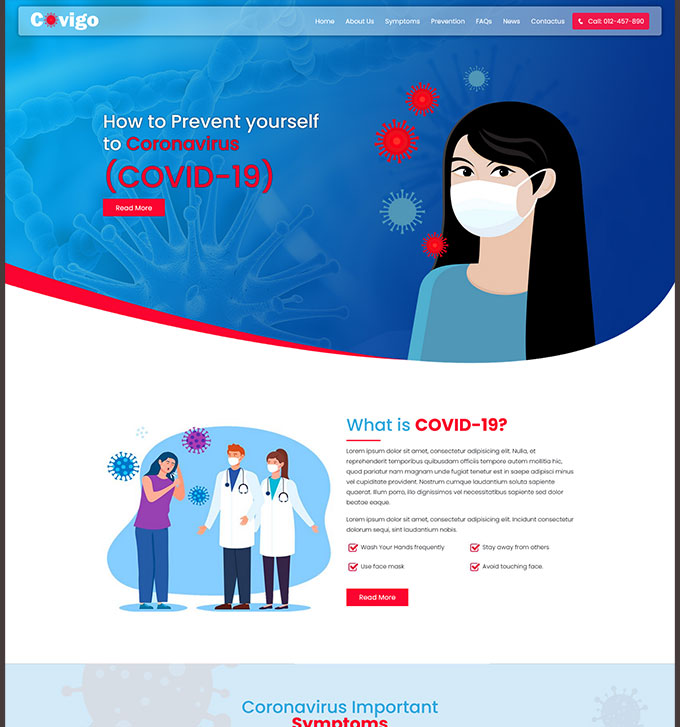 Covigo
Home About Us Symptoms Prevention FAQs News Contactus Call: 012-457-890
How to Prevent yourself
to Coronavirus
(COVID-19)
Read More
What is COVID-19?
Lorem ipsum dolor sit amet, consectetur adipisicing elit. Nulla, et
reprehenderit temporibus quibusdam officiis tempore autem mollitia hic,
quod pariatur nam magnam unde fugiat tenetur est in saepe adipisci minus
vel cupiditate provident. Nostrum cumque laudantium soluta sapiente
quaerat. Illum porro, illo dignissimos vel necessitatibus sapiente sed dolor
beatae eaque.
Lorem ipsum dolor sit amet, consectetur adipisicing elit. Incidunt consectetur
dolorum sequi, sint laudantium nobis.
Wash Your Hands frequently Stay away from others
Use face mask Avoid touching face.
Read More
Coronavirus Important
Symptoms